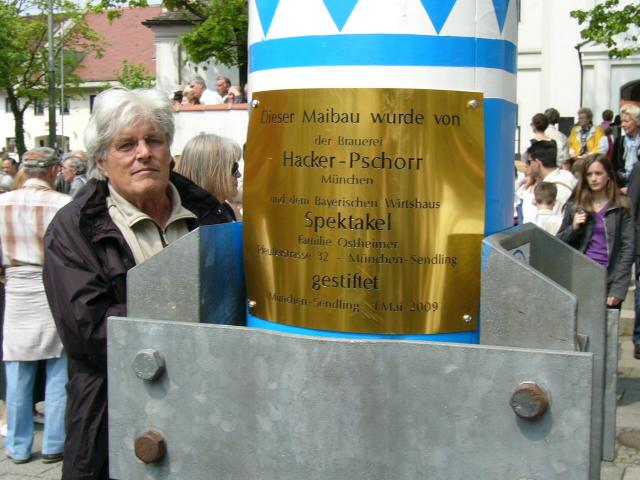 Dieser Maibau wurde von
der Brauerei
Hacker-Pschorr
München
und dem Bayerischen Wirtshaus
Spektakel
Familie Ostheimer
Pfeuferstrasse 32 - München-Sendling
gestiftet
München-Sendling 1 Mai 2009